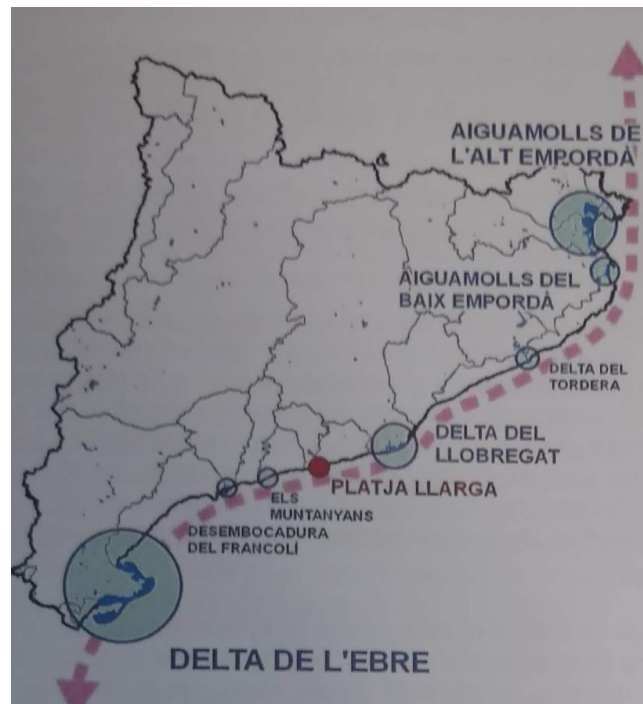 AIGUAMOLLS DE
L'ALT EMPORDÀ
AIGUAMOLLS DEL
BAIX EMPORDÀ
DELTA DEL
TORDERA
DELTA DEL
LLOBREGAT
PLATJA LLARGA
ELS
MUNTANYANS
DESEMBOCADURA
DEL FRANCOLÍ
DELTA DE L'EBRE